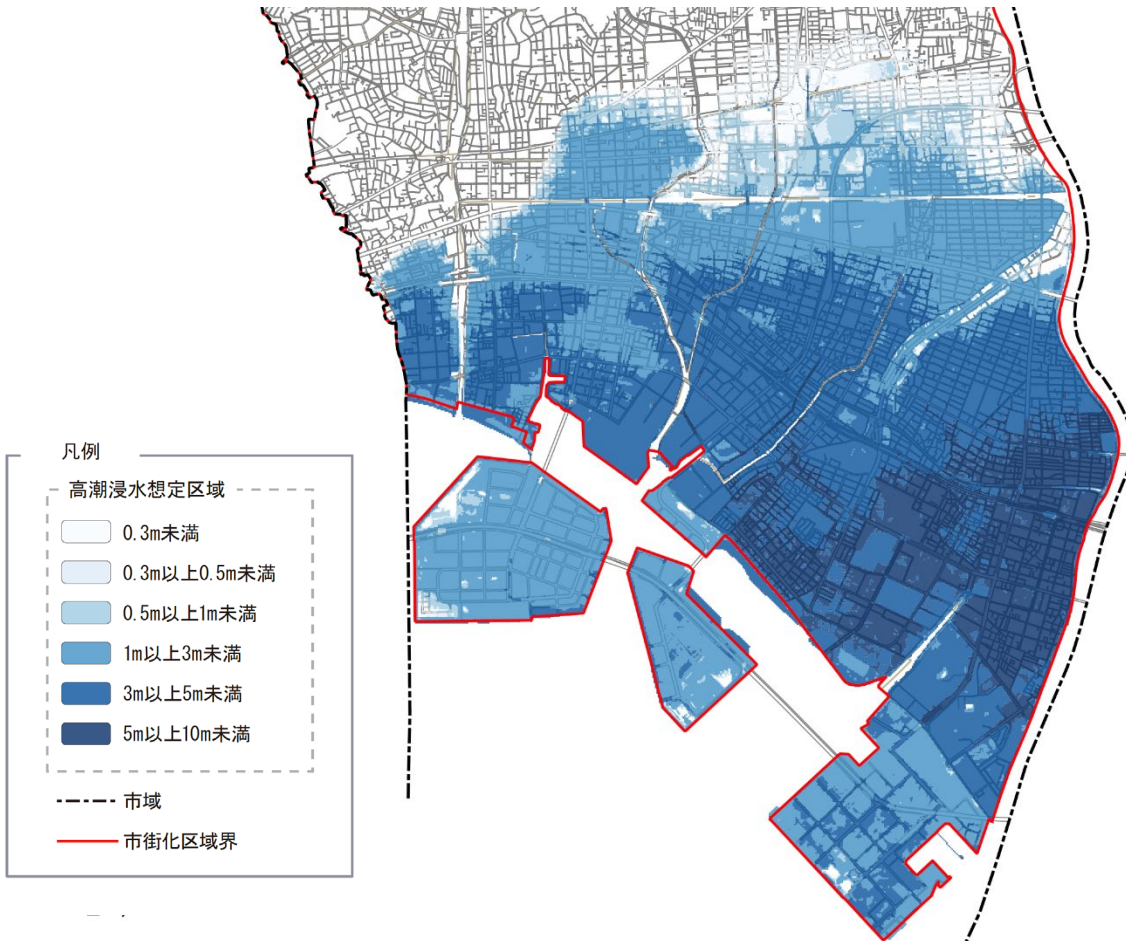 凡例
高潮浸水想定区域
0.3m未満
0.3m以上0.5m未満
0.5m以上1m未満
1m以上3m未満
3m以上5m未満
5m以上10m未満
市域
市街化区域界